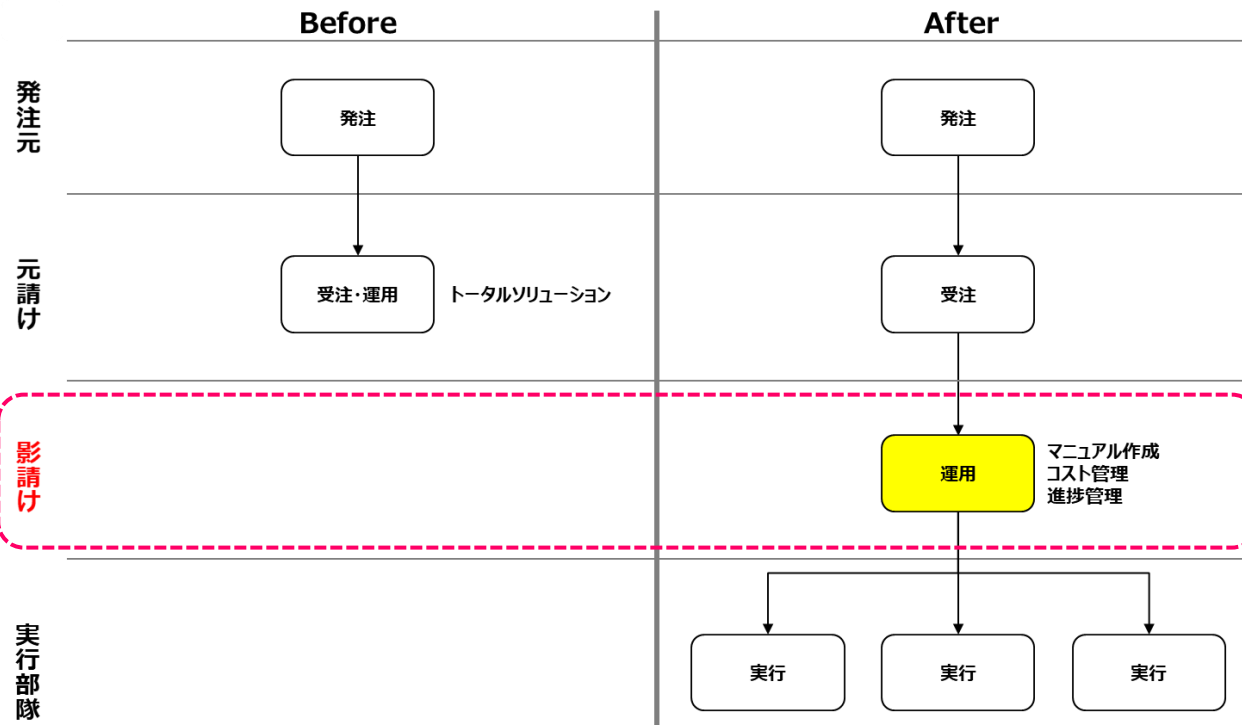 Before
After
発注元
発注
発注
元請け
受注・運用
トータルソリューション
受注
影請け
運用
マニュアル作成
コスト管理
進捗管理
実行部隊
実行
実行
実行